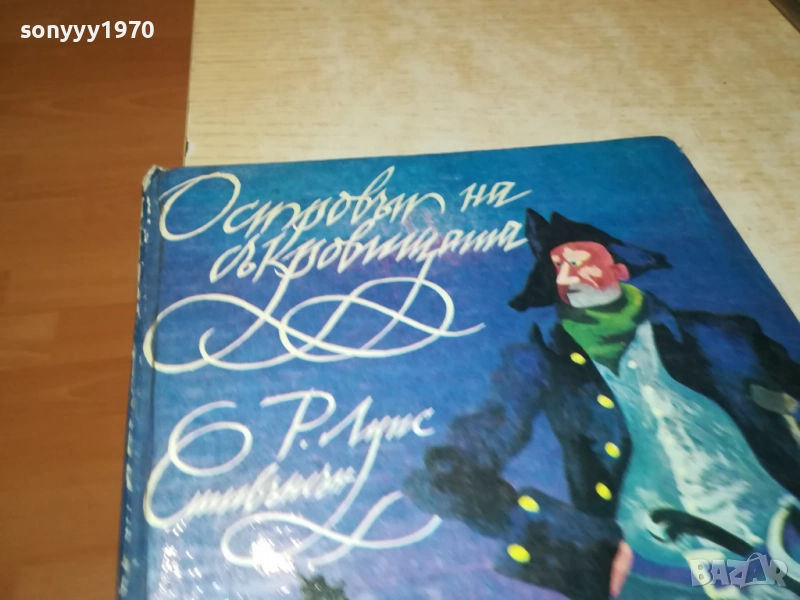 sonyyy1970
Островът на
съкровищата
Р. Луис
Стивънсън
BAZAR